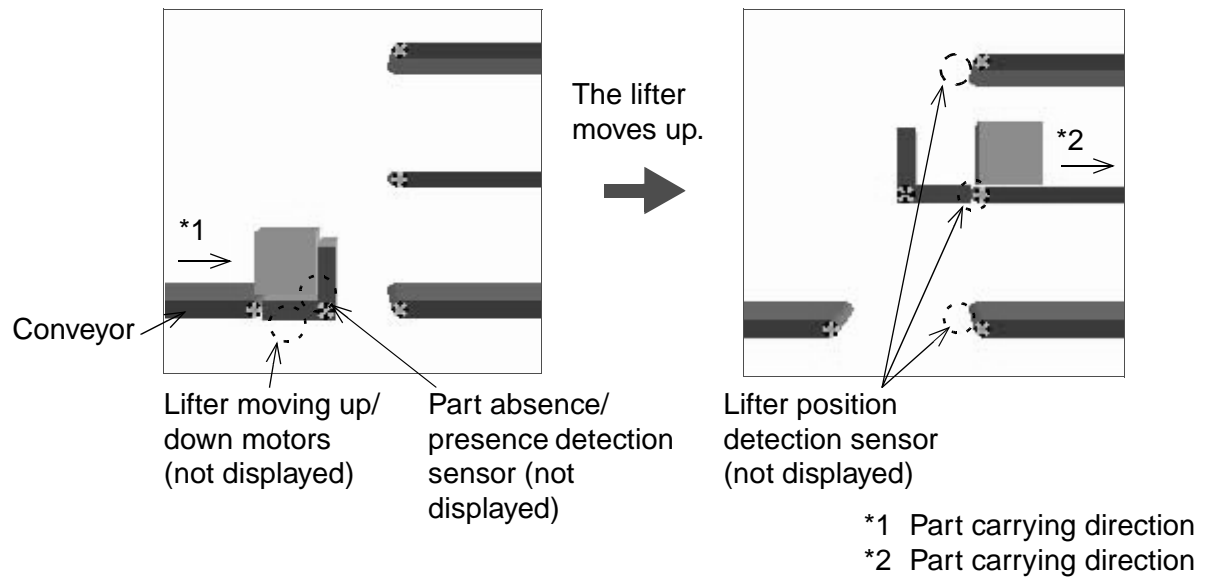 The lifter
moves up.
*1
*2
Conveyor
Lifter moving up/
down motors
(not displayed)
Part absence/
presence detection
sensor (not
displayed)
Lifter position
detection sensor
(not displayed)
*1 Part carrying direction
*2 Part carrying direction